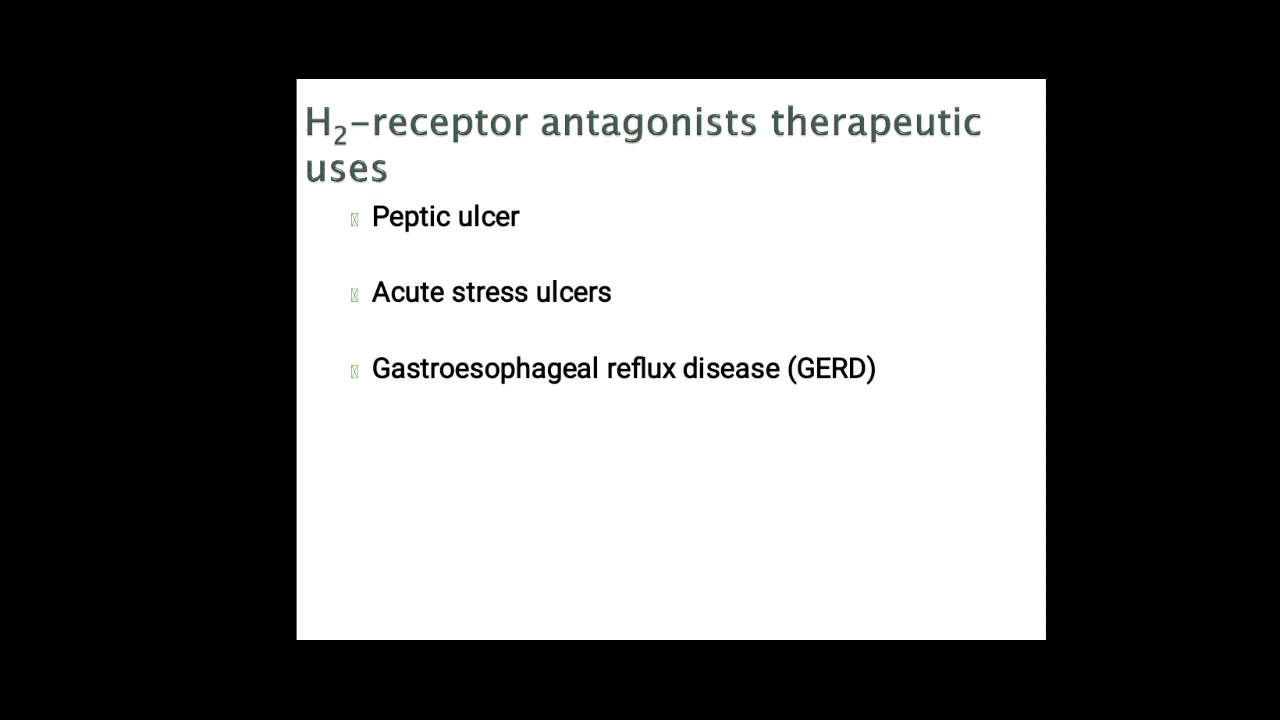 H₂-receptor antagonists therapeutic
uses
Peptic ulcer
Acute stress ulcers
Gastroesophageal reflux disease (GERD)